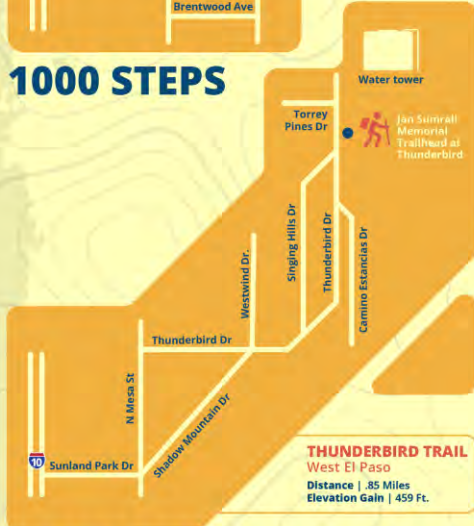 Brentwood Ave
1000 STEPS
Water tower
Torrey
Pines Dr
Jan Sumrall
Memorial
Trailhead at
Thunderbird
Singing Hills Dr
Thunderbird Dr
Camino Estancias Dr
Westwind Dr.
Thunderbird Dr
N Mesa St
Shadow Mountain Dr
10
Sunland Park Dr
THUNDERBIRD TRAIL
West El Paso
Distance | .85 Miles
Elevation Gain | 459 Ft.